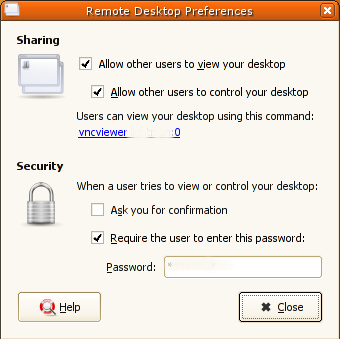 Remote Desktop Preferences
Sharing
Allow other users to view your desktop
Allow other users to control your desktop
Users can view your desktop using this command:
vncviewer :0
Security
When a user tries to view or control your desktop:
Ask you for confirmation
Require the user to enter this password:
Password:
Help
Close